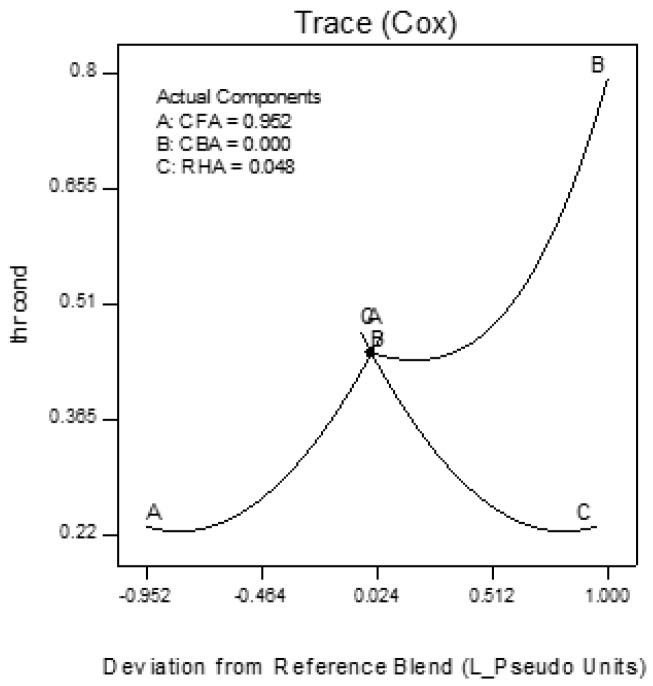 Trace (Cox)
0.8
0.655
0.51
0.365
0.22
thrcond
Actual Components
A: CFA = 0.952
B: CBA = 0.000
C: RHA = 0.048
B
C A
B
A
C
-0.952
-0.464
0.024
0.512
1.000
Deviation from Reference Blend (L_Pseudo Units)